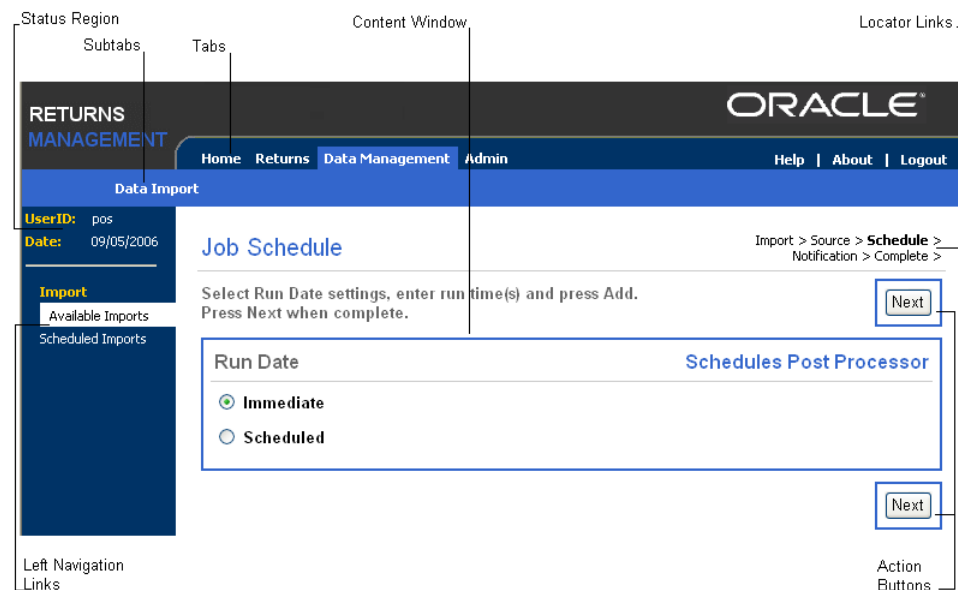 Status Region
Content Window
Locator Links
Subtabs
Tabs
RETURNS
MANAGEMENT
ORACLE®
Home Returns Data Management Admin
Help | About | Logout
Data Import
UserID: pos
Date: 09/05/2006
Job Schedule
Import > Source > Schedule >
Notification > Complete >
Import
Available Imports
Scheduled Imports
Select Run Date settings, enter run time(s) and press Add.
Press Next when complete.
Next
Run Date
Schedules Post Processor
Immediate
Scheduled
Next
Left Navigation
Links
Action
Buttons